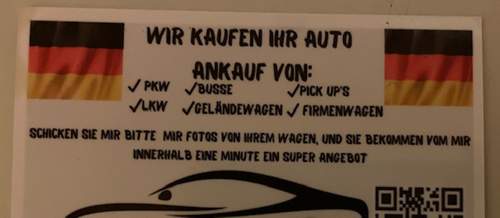 WIR KAUFEN IHR AUTO
ANKAUF VON:
✓ PKW ✓ BUSSE ✓ PICK UP'S
✓ LKW ✓ GELÄNDEWAGEN ✓ FIRMENWAGEN
SCHICKEN SIE MIR BITTE MIR FOTOS VON IHREM WAGEN, UND SIE BEKOMMEN VOM MIR
INNERHALB EINE MINUTE EIN SUPER ANGEBOT